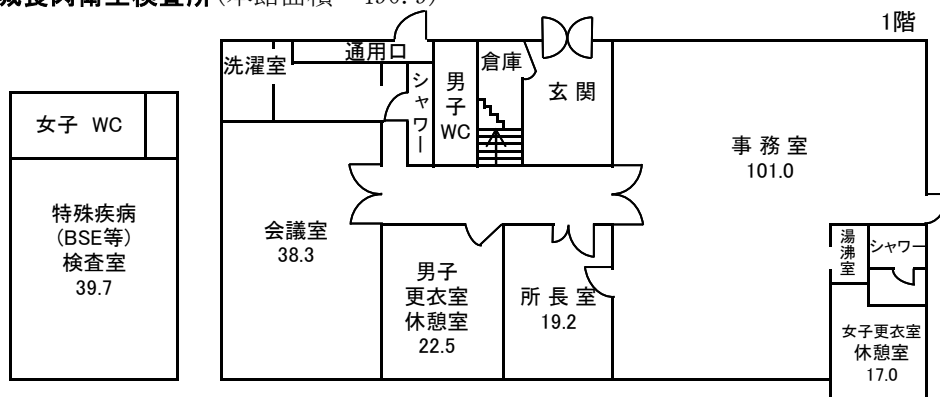 1階
洗濯室
通用口
シャワー
男子
WC
倉庫
玄関
事務室
101.0
女子 WC
特殊疾病
(BSE等)
検査室
39.7
会議室
38.3
男子
更衣室
休憩室
22.5
所長室
19.2
湯沸室
シャワー
女子更衣室
休憩室
17.0